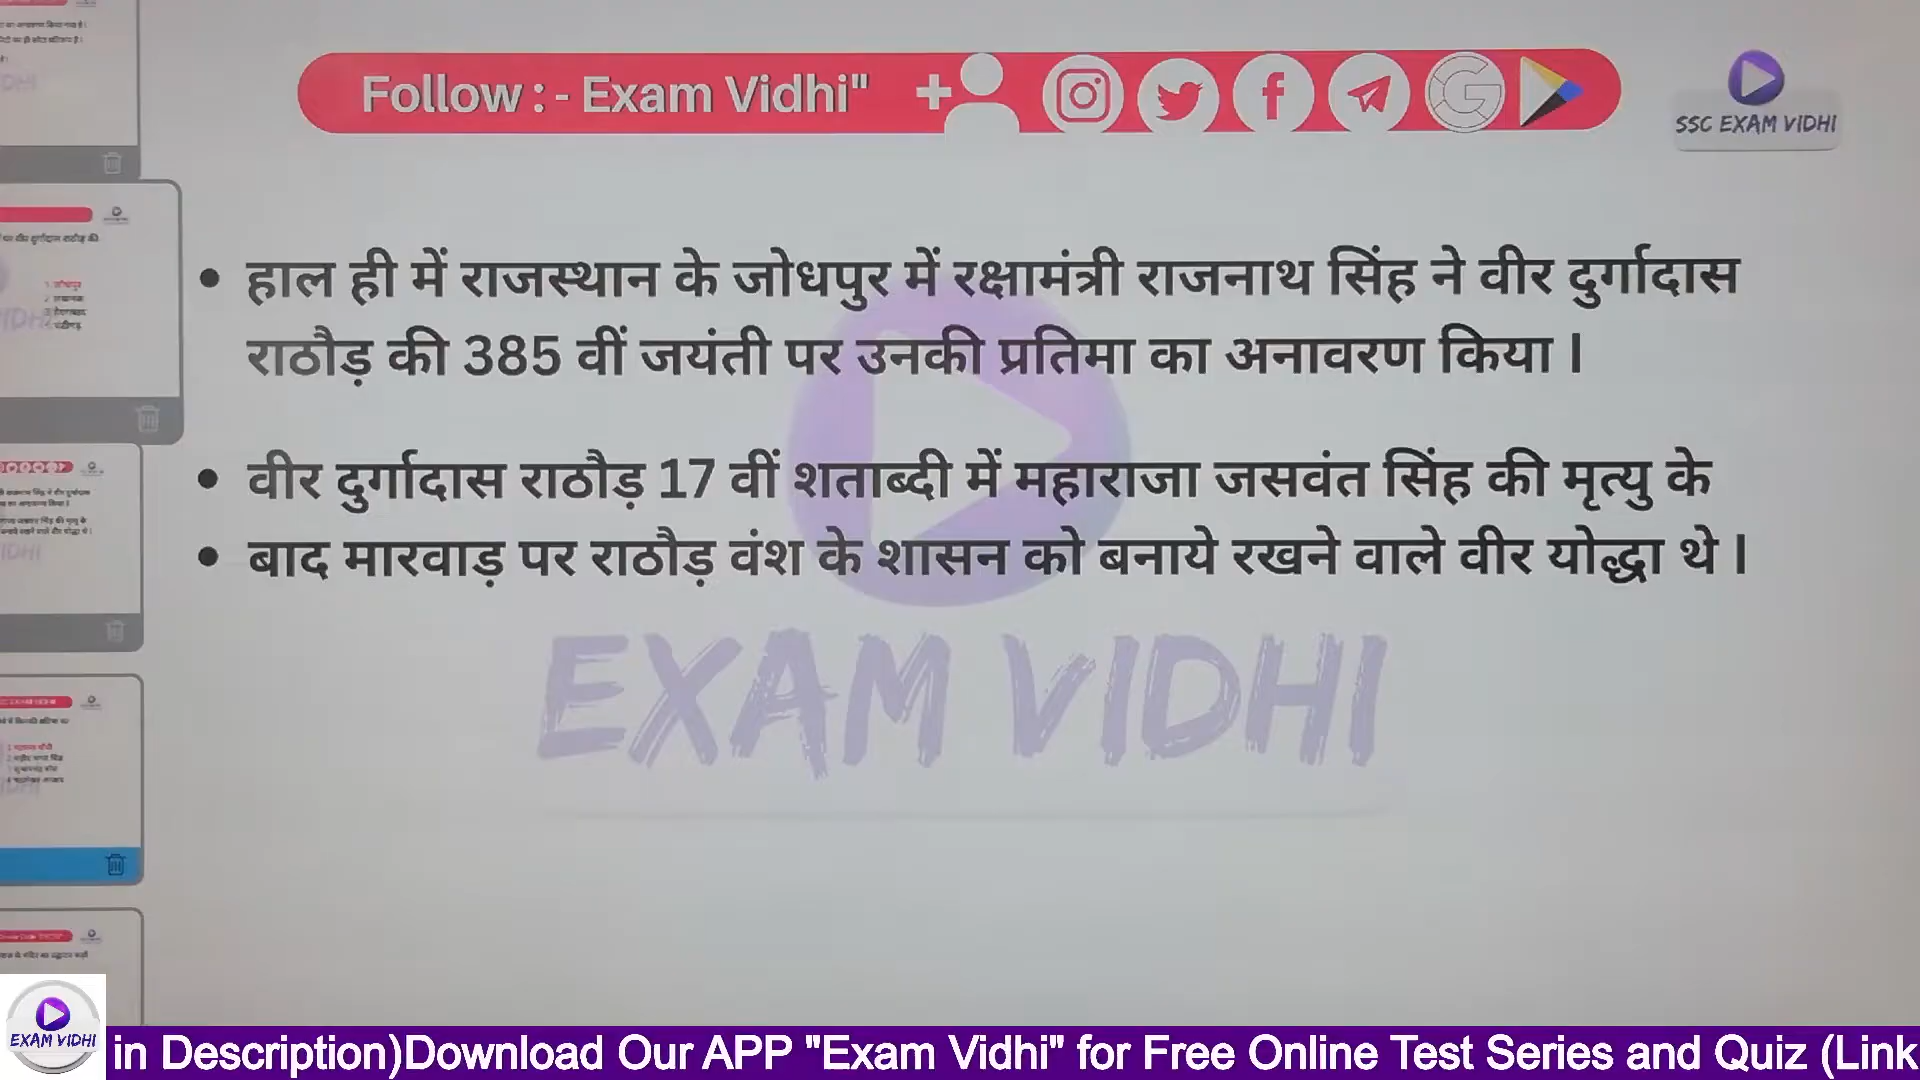 Follow : - Exam Vidhi"
SSC EXAM VIDHI
• हाल ही में राजस्थान के जोधपुर में रक्षामंत्री राजनाथ सिंह ने वीर दुर्गादास
राठौड़ की 385 वीं जयंती पर उनकी प्रतिमा का अनावरण किया l
• वीर दुर्गादास राठौड़ 17 वीं शताब्दी में महाराजा जसवंत सिंह की मृत्यु के
• बाद मारवाड़ पर राठौड़ वंश के शासन को बनाये रखने वाले वीर योद्धा थे l
EXAM VIDHI
EXAM VIDHI
in Description)Download Our APP "Exam Vidhi" for Free Online Test Series and Quiz (Link